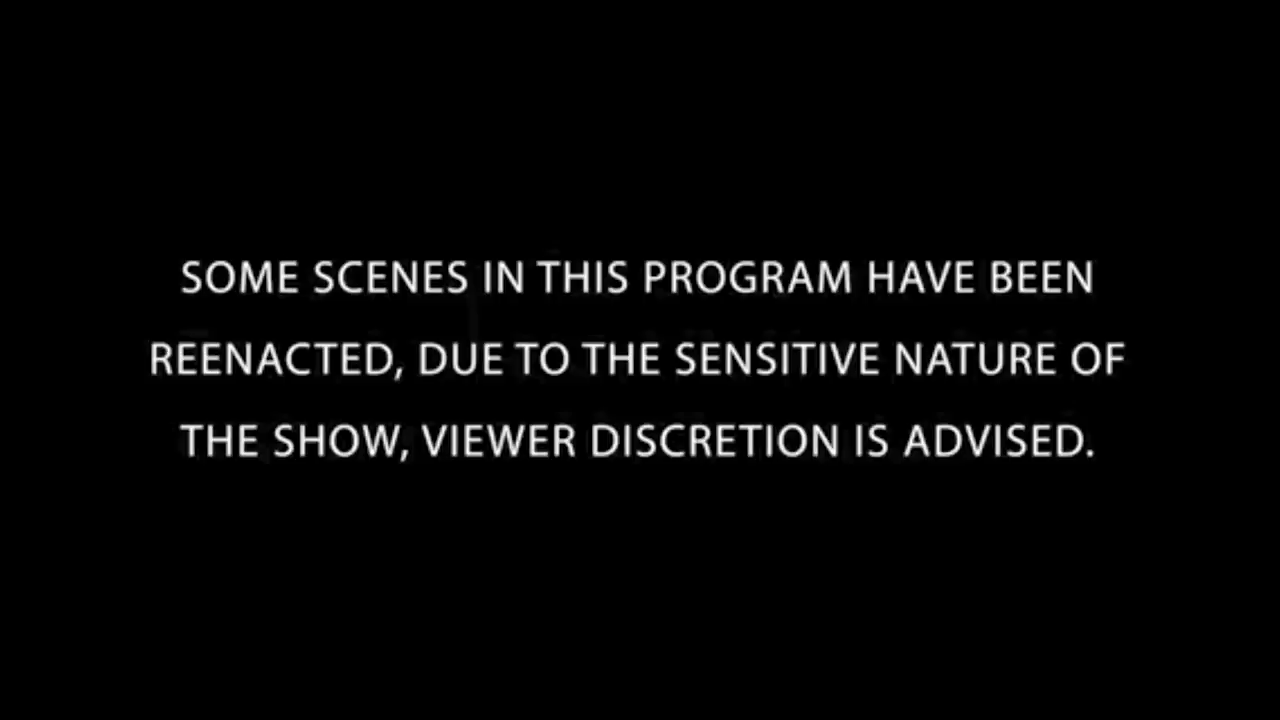 SOME SCENES IN THIS PROGRAM HAVE BEEN
REENACTED, DUE TO THE SENSITIVE NATURE OF
THE SHOW, VIEWER DISCRETION IS ADVISED.